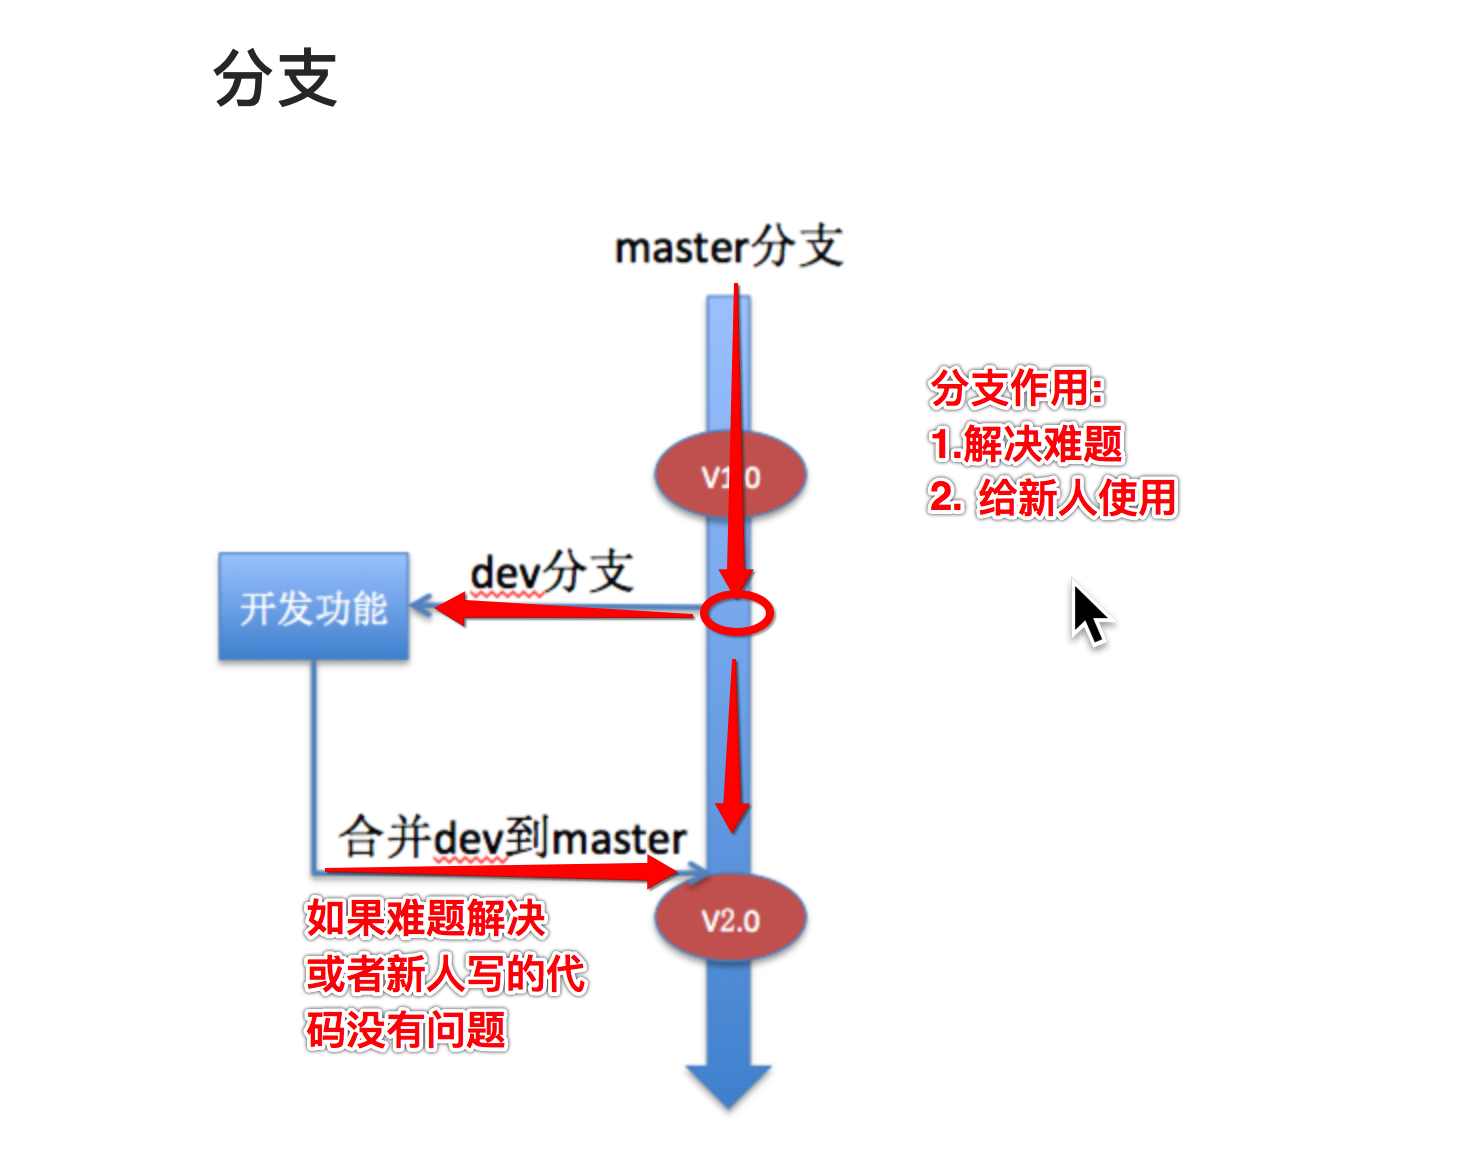 分支
master分支
分支作用:
1.解决难题
2. 给新人使用
V1.0
dev分支
开发功能
合并dev到master
如果难题解决
或者新人写的代
码没有问题
V2.0